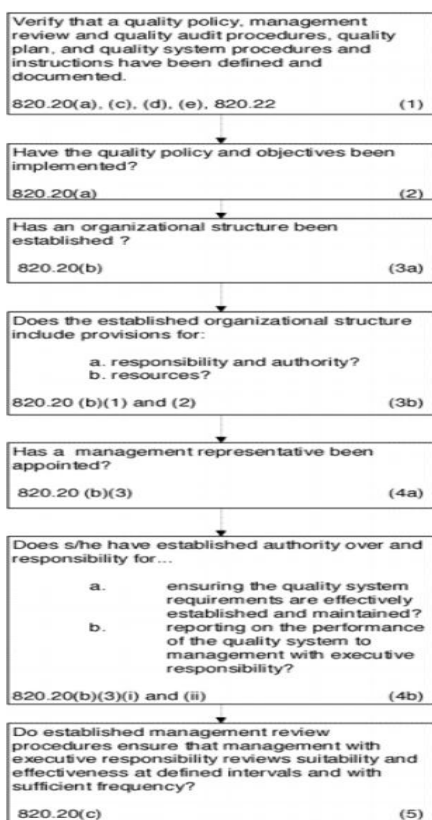 Verify that a quality policy, management
review and quality audit procedures, quality
plan, and quality system procedures and
instructions have been defined and
documented.
820.20(a), (c), (d), (e), 820.22 (1)
Have the quality policy and objectives been
implemented?
820.20(a) (2)
Has an organizational structure been
established ?
820.20(b) (3a)
Does the established organizational structure
include provisions for:
a. responsibility and authority?
b. resources?
820.20 (b)(1) and (2) (3b)
Has a management representative been
appointed?
820.20 (b)(3) (4a)
Does s/he have established authority over and
responsibility for...
a. ensuring the quality system
requirements are effectively
established and maintained?
b. reporting on the performance
of the quality system to
management with executive
responsibility?
820.20(b)(3)(i) and (ii) (4b)
Do established management review
procedures ensure that management with
executive responsibility reviews suitability and
effectiveness at defined intervals and with
sufficient frequency?
820.20(c) (5)